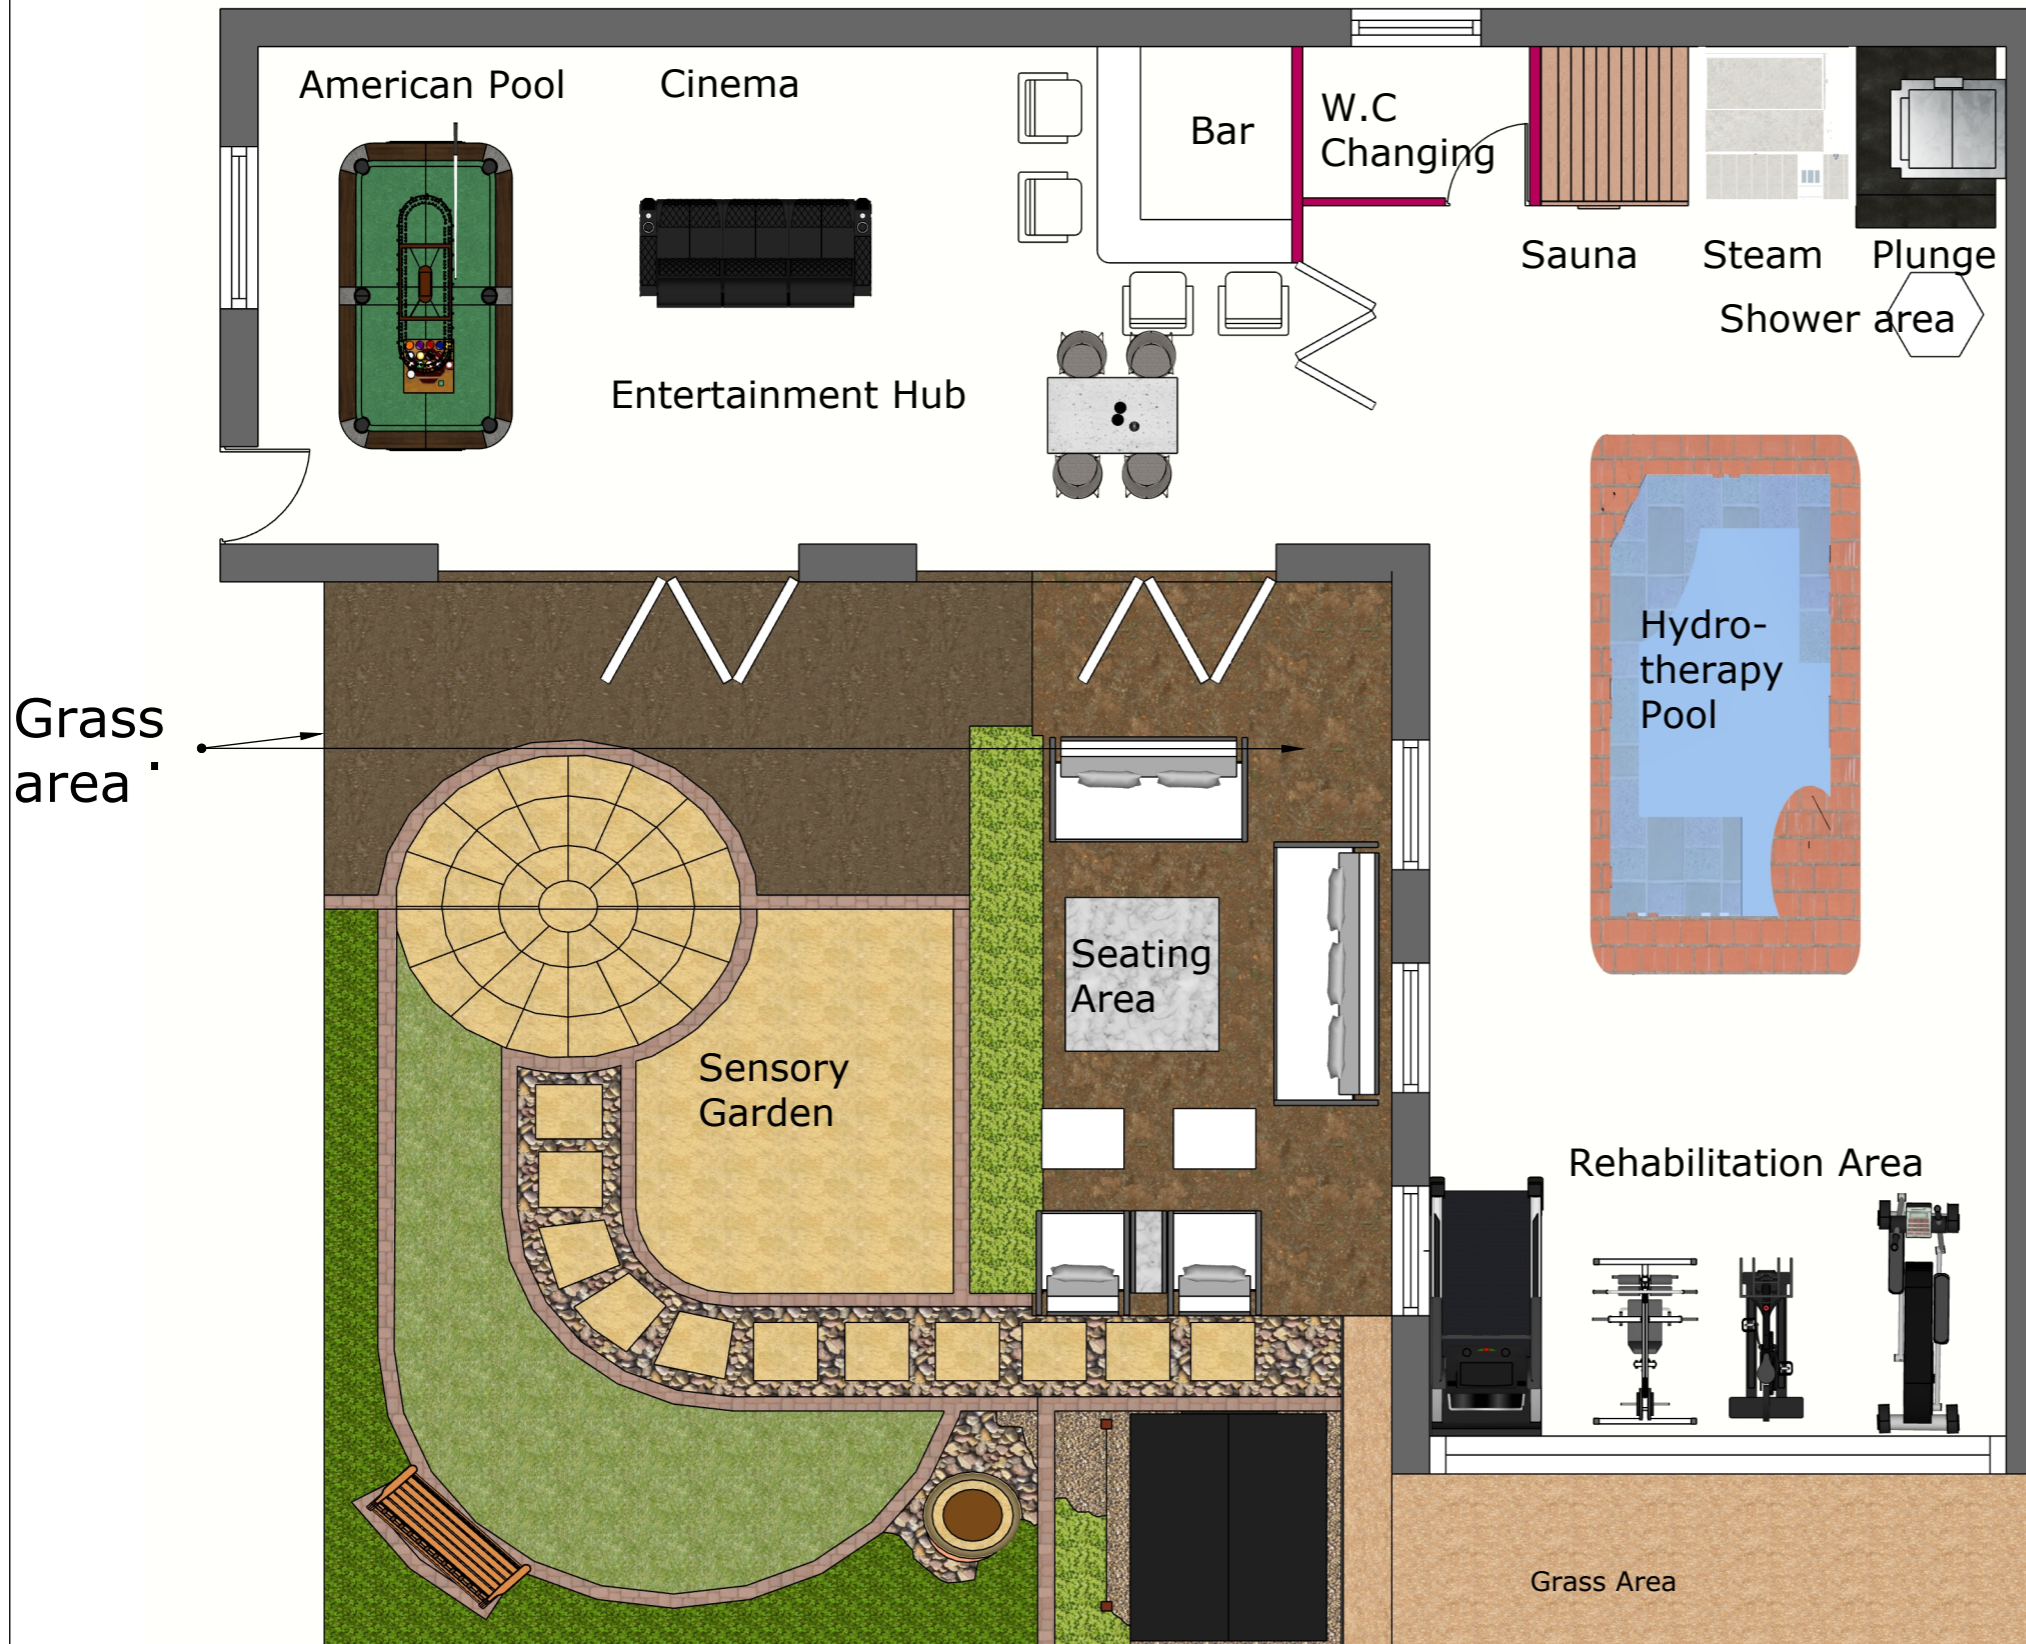 American Pool
Cinema
Bar
W.C
Changing
Sauna
Steam
Plunge
Shower area
Entertainment Hub
Hydro-
therapy
Pool
Grass
area
Seating
Area
Sensory
Garden
Rehabilitation Area
Grass Area